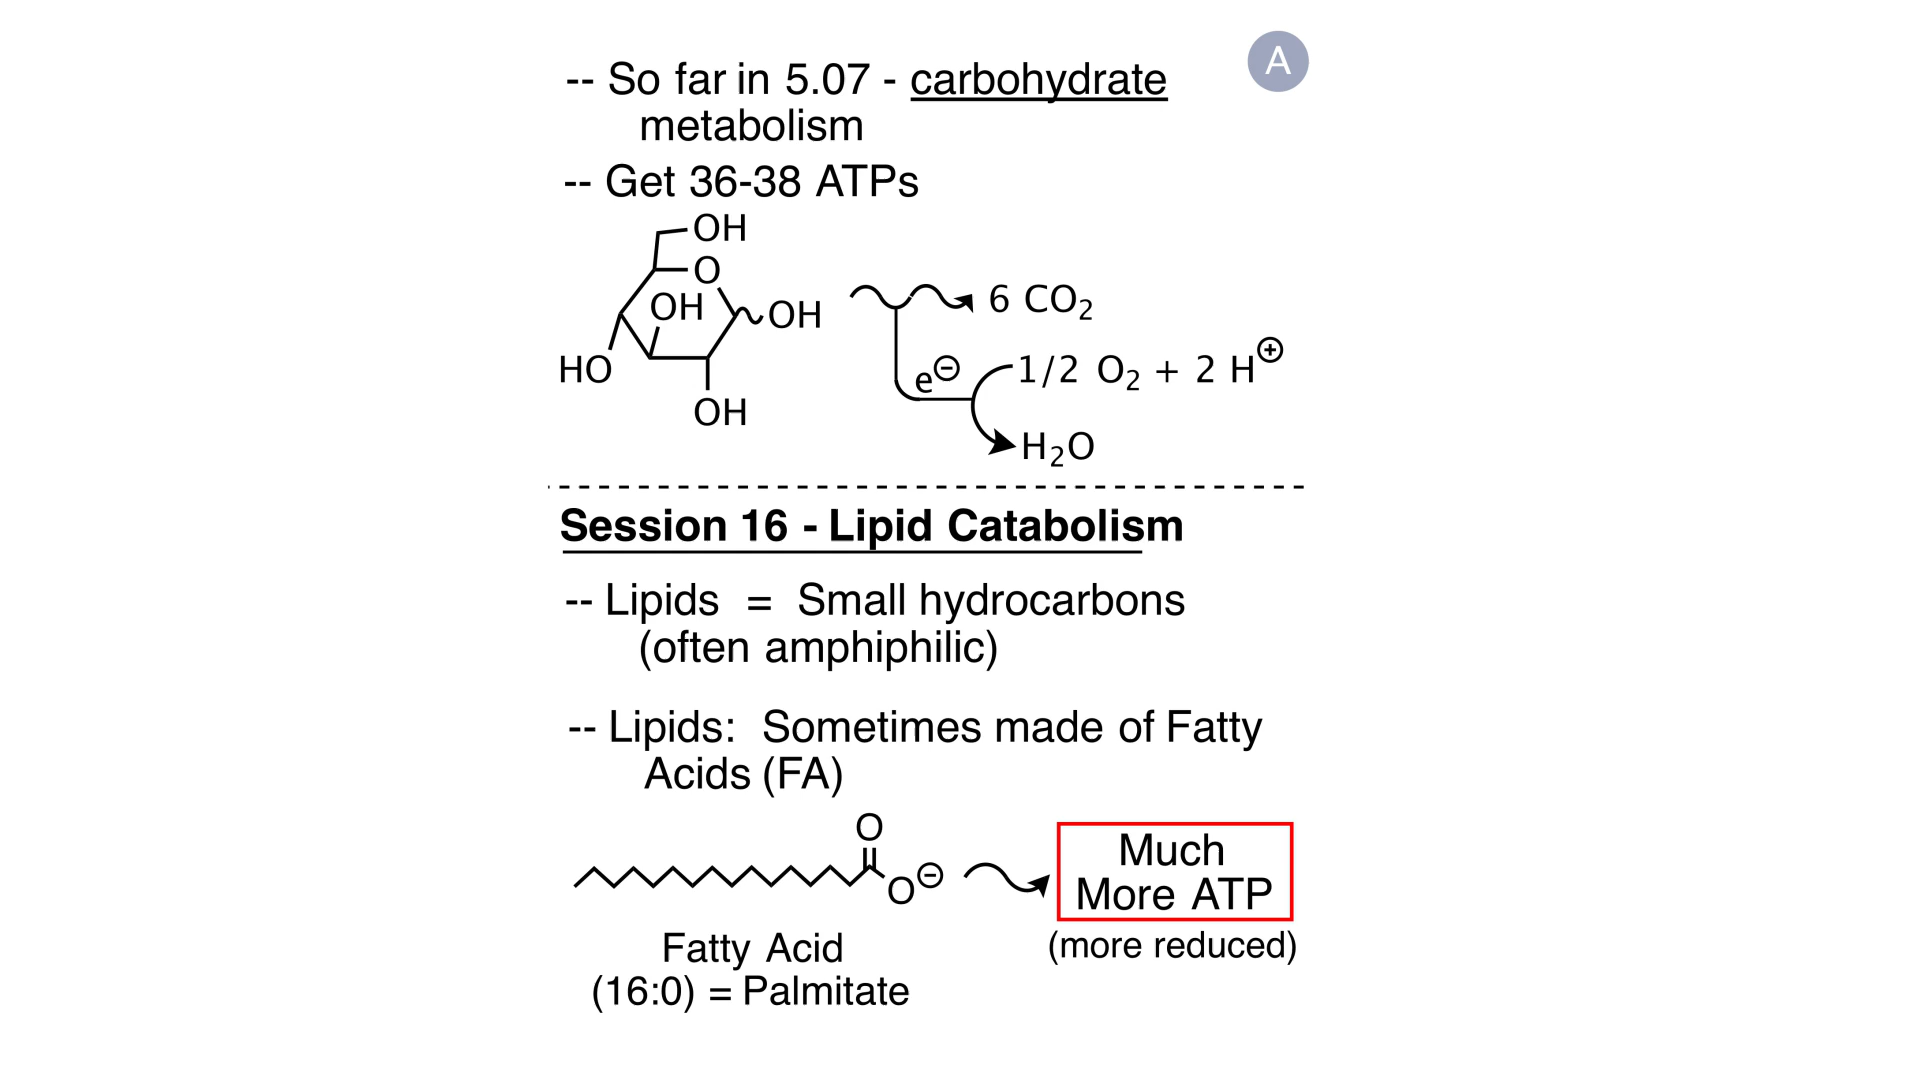 A
-- So far in 5.07 - carbohydrate
metabolism
-- Get 36-38 ATPs
OH
O
OH
OH
HO
OH
6 CO₂
e⊖
1/2 O₂ + 2 H⊕
H₂O
Session 16 - Lipid Catabolism
-- Lipids = Small hydrocarbons
(often amphiphilic)
-- Lipids: Sometimes made of Fatty
Acids (FA)
O
O⊖
Much
More ATP
(more reduced)
Fatty Acid
(16:0) = Palmitate